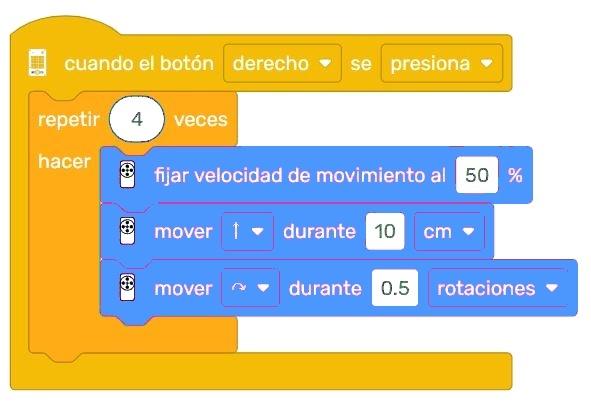 cuando el botón derecho se presiona
repetir 4 veces
hacer
fijar velocidad de movimiento al 50 %
mover ↑ durante 10 cm
mover ↷ durante 0.5 rotaciones